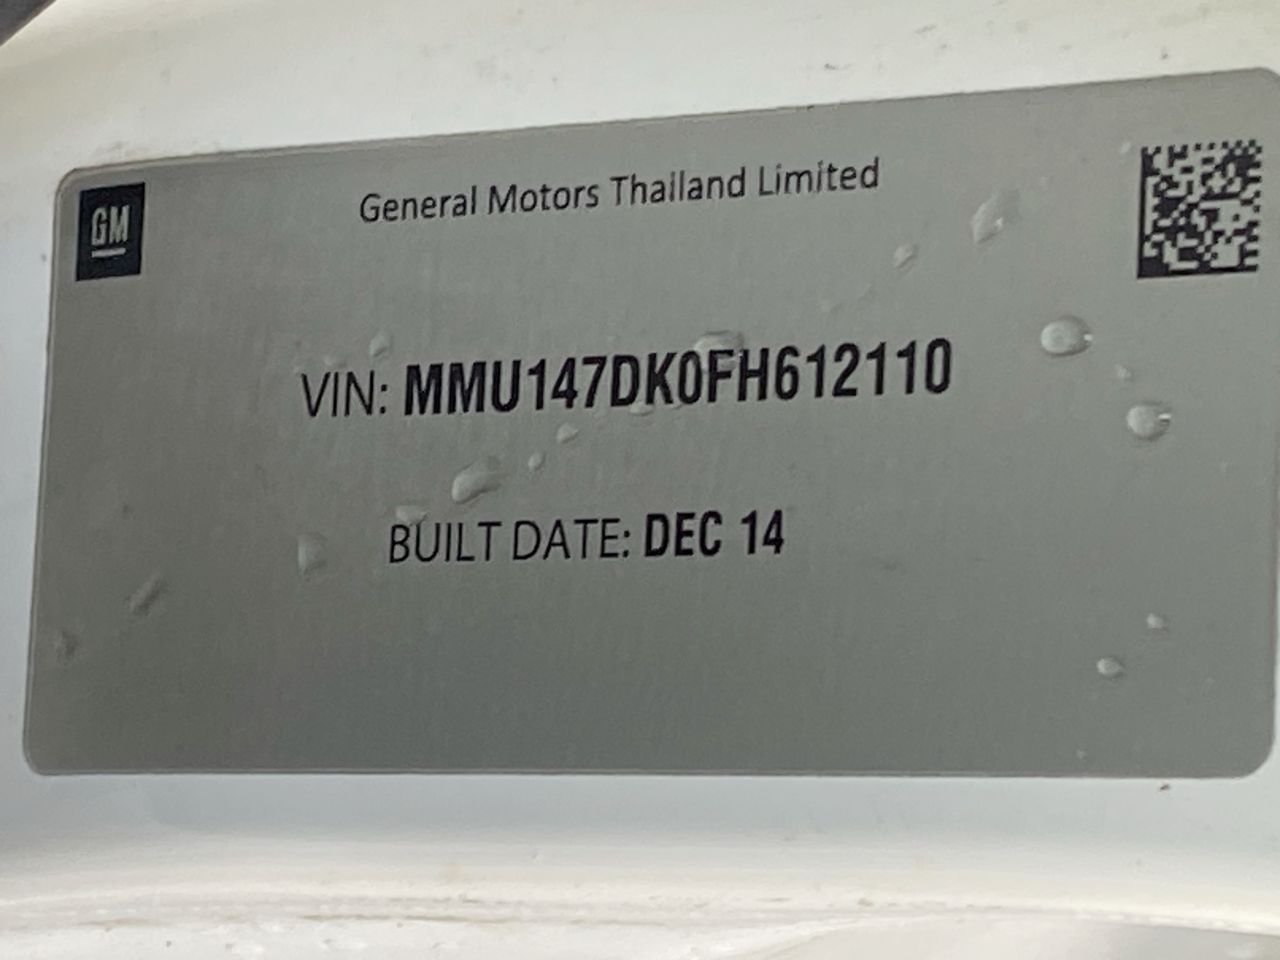 GM
General Motors Thailand Limited
VIN: MMU147DK0FH612110
BUILT DATE: DEC 14